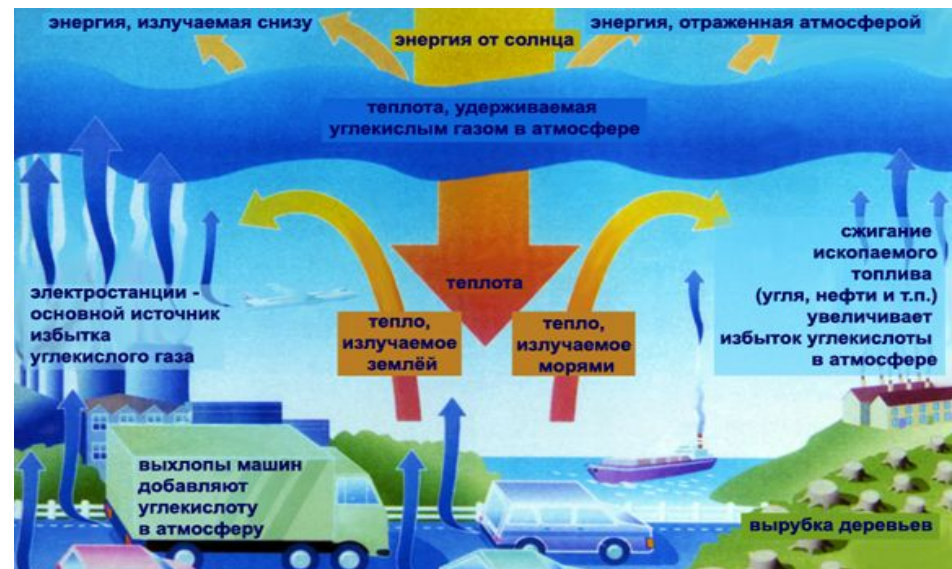 энергия, излучаемая снизу
энергия от солнца
энергия, отраженная атмосферой
теплота, удерживаемая
углекислым газом в атмосфере
теплота
электростанции -
основной источник
избытка
углекислого газа
тепло,
излучаемое
землёй
тепло,
излучаемое
морями
сжигание
ископаемого
топлива
(угля, нефти и т.п.)
увеличивает
избыток углекислоты
в атмосфере
выхлопы машин
добавляют
углекислоту
в атмосферу
вырубка деревьев